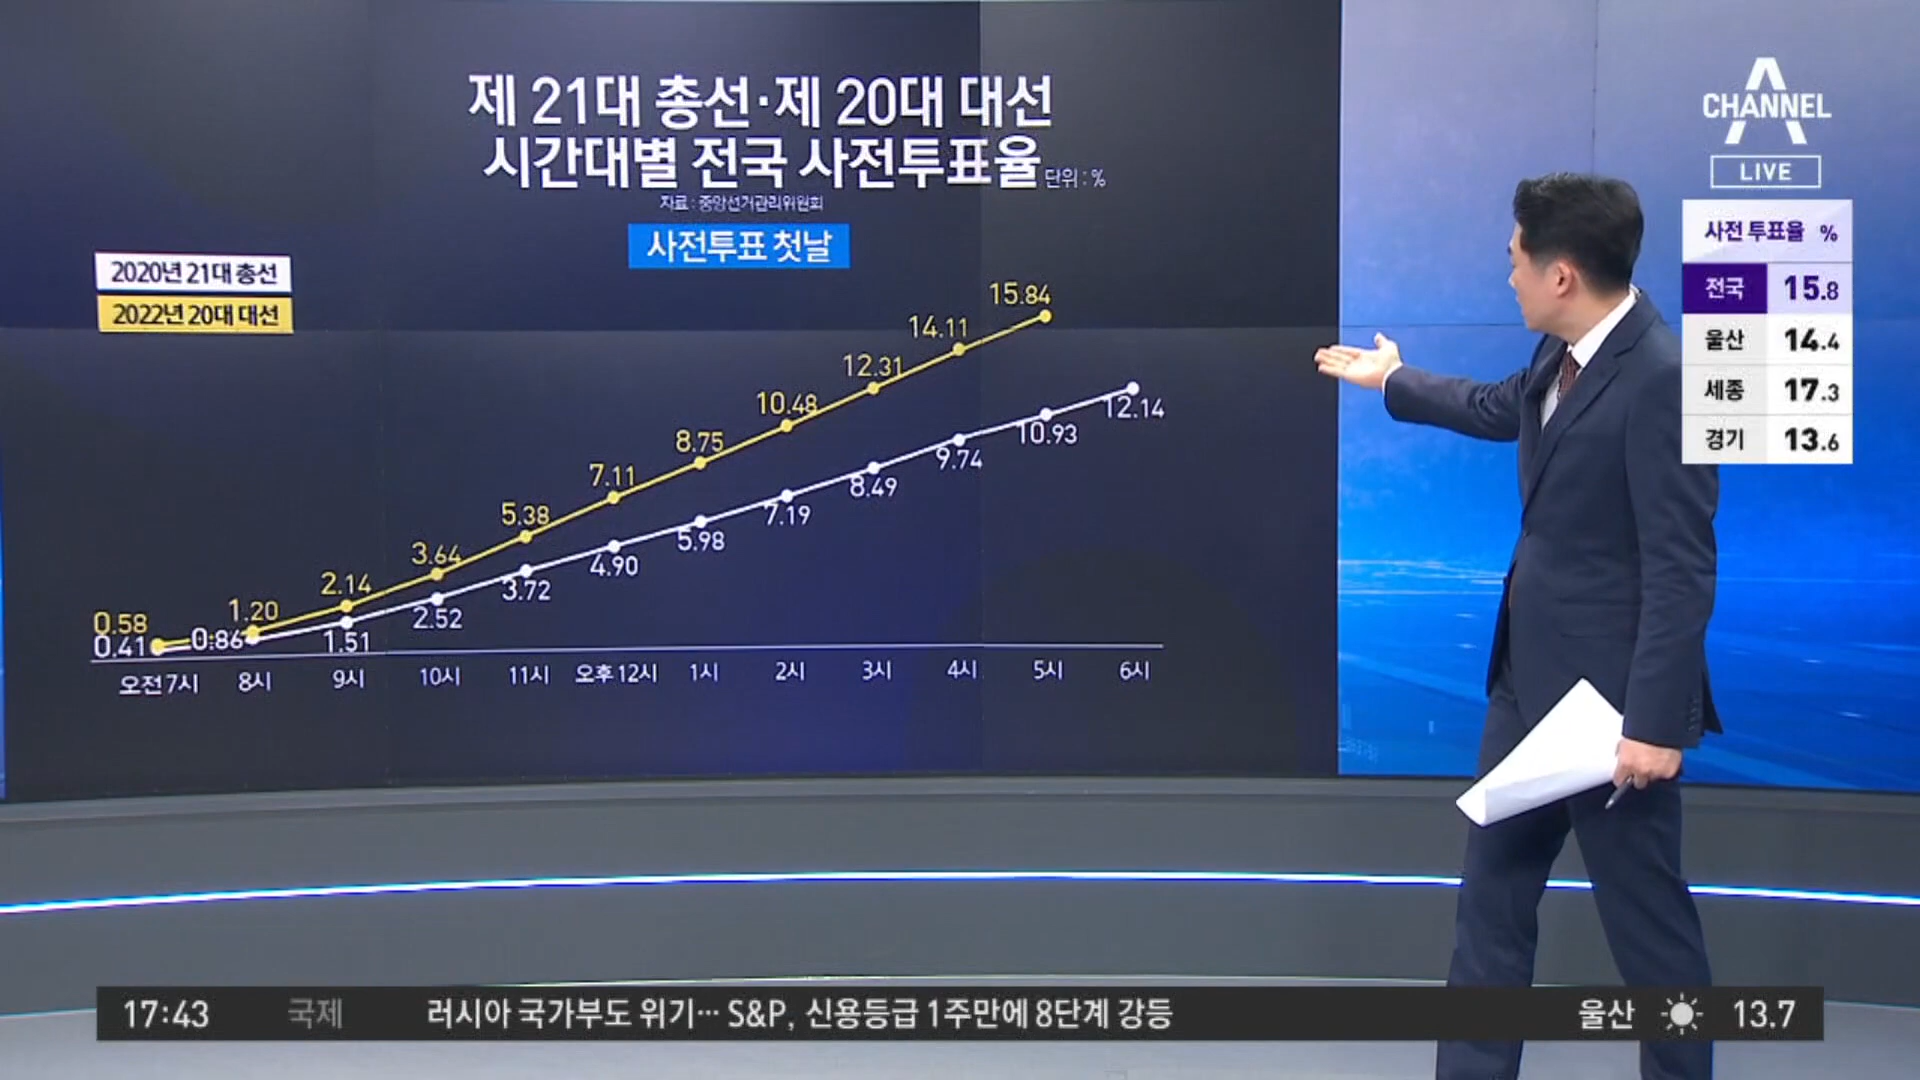 제 21대 총선·제 20대 대선
시간대별 전국 사전투표율 단위 : %
자료 : 중앙선거관리위원회
사전투표 첫날
2020년 21대 총선
2022년 20대 대선
0.58
1.20
2.14
3.64
5.38
7.11
8.75
10.48
12.31
14.11
15.84
0.41
0.86
1.51
2.52
3.72
4.90
5.98
7.19
8.49
9.74
10.93
12.14
오전 7시 8시 9시 10시 11시 오후 12시 1시 2시 3시 4시 5시 6시
CHANNEL A
LIVE
사전 투표율 %
전국 15.8
울산 14.4
세종 17.3
경기 13.6
17:43 국제 러시아 국가부도 위기… S&P, 신용등급 1주만에 8단계 강등 울산 13.7